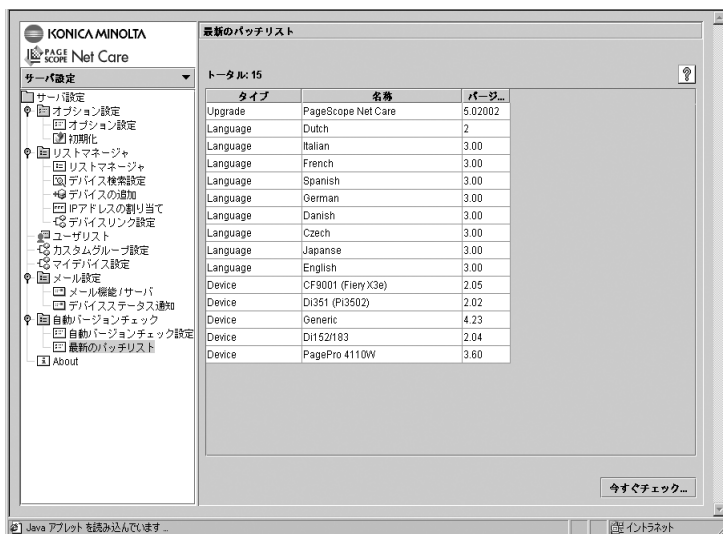 KONICA MINOLTA
PAGE SCOPE Net Care
サーバ設定
サーバ設定
オプション設定
オプション設定
初期化
リストマネージャ
リストマネージャ
デバイス検索設定
デバイスの追加
IPアドレスの割り当て
デバイスリンク設定
ユーザリスト
カスタムグループ設定
マイデバイス設定
メール設定
メール機能/サーバ
デバイスステータス通知
自動バージョンチェック
自動バージョンチェック設定
最新のパッチリスト
About
最新のパッチリスト
トータル: 15
?
タイプ 名称 バージ...
Upgrade PageScope Net Care 5.02002
Language Dutch 2
Language Italian 3.00
Language French 3.00
Language Spanish 3.00
Language German 3.00
Language Danish 3.00
Language Czech 3.00
Language Japanse 3.00
Language English 3.00
Device CF9001 (Fiery X3e) 2.05
Device Di351 (Pi3502) 2.02
Device Generic 4.23
Device Di152/183 2.04
Device PagePro 4110W 3.60
今すぐチェック...
Java アプレット を読み込んでいます ..
イントラネット